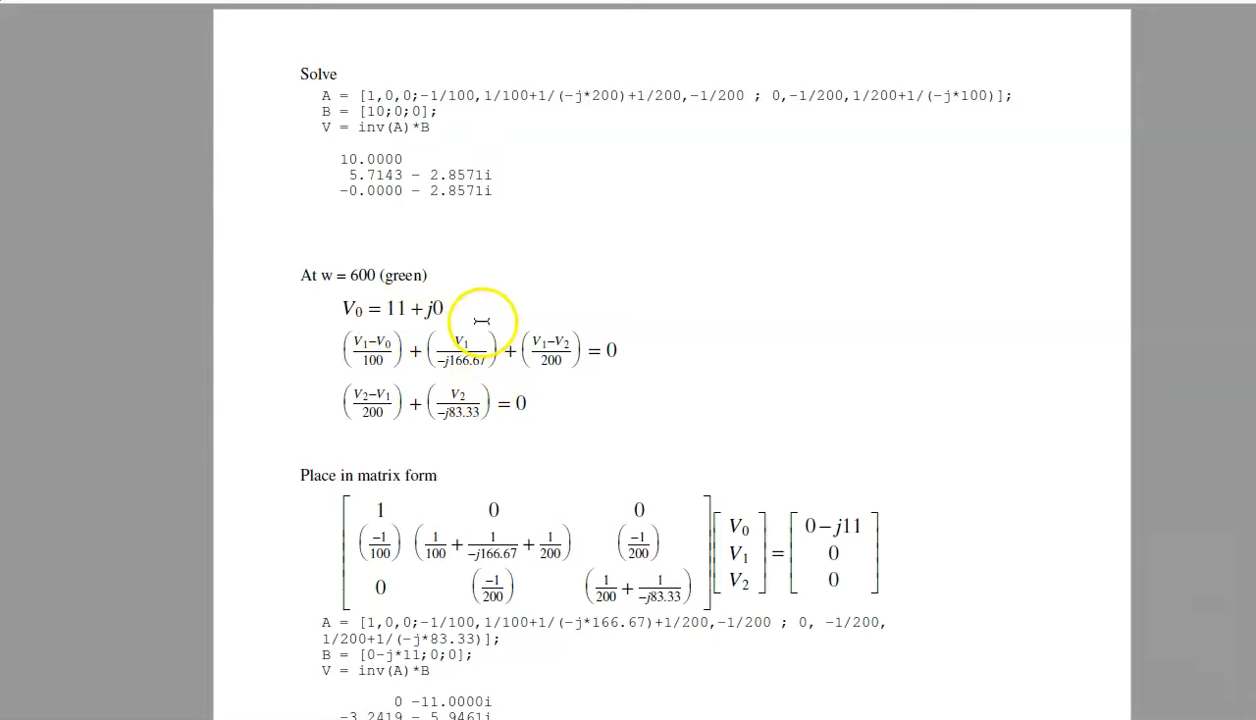 Solve
A = [1,0,0;-1/100,1/100+1/(-j*200)+1/200,-1/200 ; 0,-1/200,1/200+1/(-j*100)];
B = [10;0;0];
V = inv(A)*B
10.0000
5.7143 - 2.8571i
-0.0000 - 2.8571i
At w = 600 (green)
V0 = 11 + j0
(V1−V0 / 100) + (V1 / −j166.67) + (V1−V2 / 200) = 0
(V2−V1 / 200) + (V2 / −j83.33) = 0
Place in matrix form
[ 1 0 0 ] [ V0 ] = [ 0 − j11 ]
[ (−1/100) (1/100 + 1/−j166.67 + 1/200) (−1/200) ] [ V1 ] [ 0 ]
[ 0 (−1/200) (1/200 + 1/−j83.33) ] [ V2 ] [ 0 ]
A = [1,0,0;-1/100,1/100+1/(-j*166.67)+1/200,-1/200 ; 0, -1/200,
1/200+1/(-j*83.33)];
B = [0-j*11;0;0];
V = inv(A)*B
0 -11.0000i
-3.2419 - 5.9461i